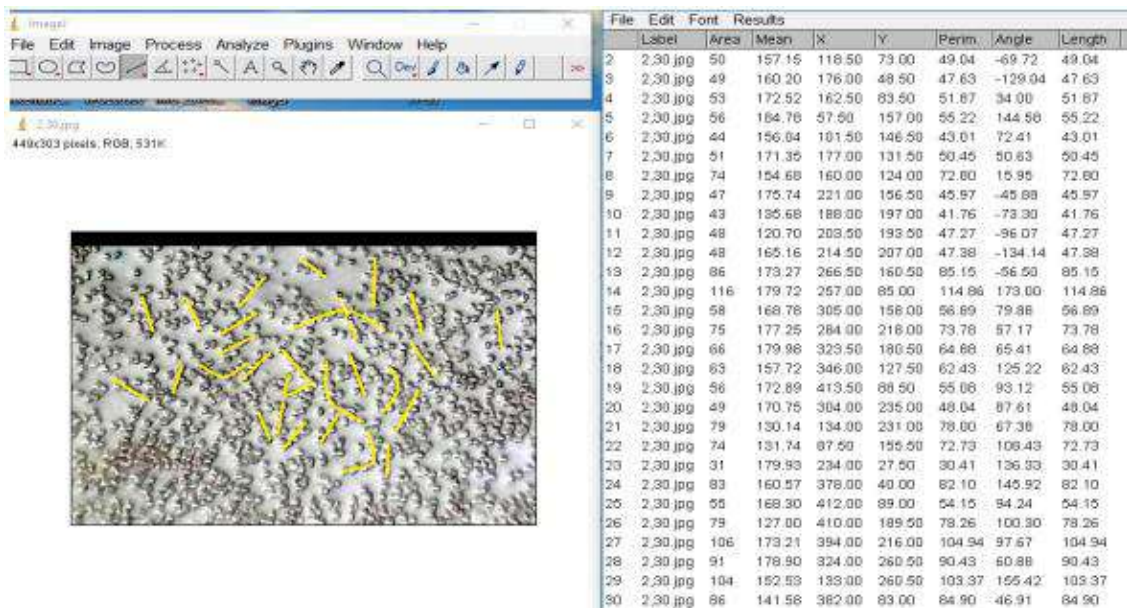 ImageJ
File Edit Image Process Analyze Plugins Window Help
A Dev
2,30.jpg
449x303 pixels; RGB; 531K
File Edit Font Results
Label Area Mean X Y Perim. Angle Length
2 2,30.jpg 50 157.15 118.50 73.00 49.04 -69.72 49.04
3 2,30.jpg 49 160.20 176.00 48.50 47.63 -129.04 47.63
4 2,30.jpg 53 172.52 162.50 83.50 51.87 34.00 51.87
5 2,30.jpg 56 184.78 57.50 157.00 55.22 144.58 55.22
6 2,30.jpg 44 156.84 101.50 146.50 43.01 72.41 43.01
7 2,30.jpg 51 171.35 177.00 131.50 50.45 50.63 50.45
8 2,30.jpg 74 154.68 160.00 124.00 72.80 15.95 72.80
9 2,30.jpg 47 175.74 221.00 156.50 45.97 -45.88 45.97
10 2,30.jpg 43 135.68 188.00 197.00 41.76 -73.30 41.76
11 2,30.jpg 48 120.70 203.50 193.50 47.27 -96.07 47.27
12 2,30.jpg 48 165.16 214.50 207.00 47.38 -134.14 47.38
13 2,30.jpg 86 173.27 266.50 160.50 85.15 -56.50 85.15
14 2,30.jpg 116 179.72 257.00 85.00 114.86 173.00 114.86
15 2,30.jpg 58 168.78 305.00 158.00 56.89 79.88 56.89
16 2,30.jpg 75 177.25 284.00 218.00 73.78 57.17 73.78
17 2,30.jpg 66 179.98 323.50 180.50 64.88 65.41 64.88
18 2,30.jpg 63 157.72 346.00 127.50 62.43 125.22 62.43
19 2,30.jpg 56 172.89 413.50 88.50 55.08 93.12 55.08
20 2,30.jpg 49 170.75 304.00 235.00 48.04 87.61 48.04
21 2,30.jpg 79 130.14 134.00 231.00 78.00 67.38 78.00
22 2,30.jpg 74 131.74 87.50 155.50 72.73 108.43 72.73
23 2,30.jpg 31 179.93 234.00 27.50 30.41 136.33 30.41
24 2,30.jpg 83 160.57 378.00 40.00 82.10 145.92 82.10
25 2,30.jpg 55 168.30 412.00 89.00 54.15 94.24 54.15
26 2,30.jpg 79 127.00 410.00 189.50 78.26 100.30 78.26
27 2,30.jpg 106 173.21 394.00 216.00 104.94 97.67 104.94
28 2,30.jpg 91 178.90 324.00 260.50 90.43 60.88 90.43
29 2,30.jpg 104 152.53 133.00 260.50 103.37 155.42 103.37
30 2,30.jpg 86 141.58 382.00 83.00 84.90 46.91 84.90